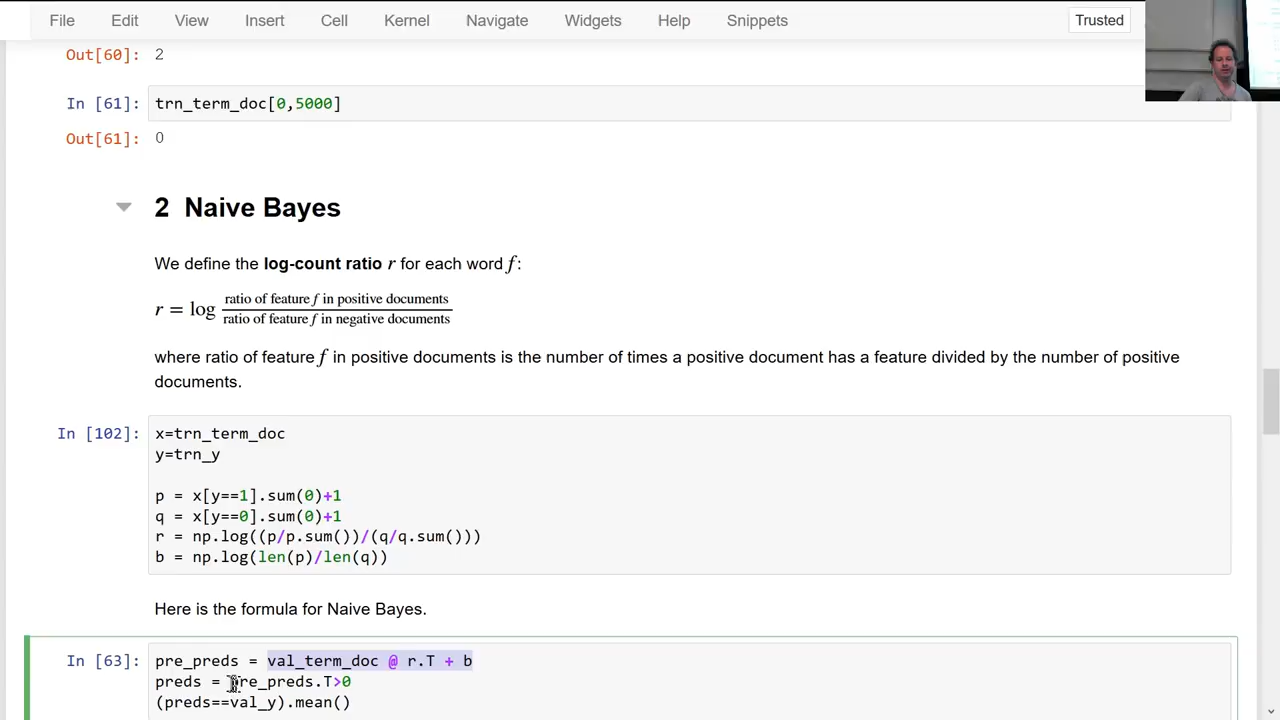 File Edit View Insert Cell Kernel Navigate Widgets Help Snippets Trusted
Out[60]: 2
In [61]: trn_term_doc[0,5000]
Out[61]: 0
2 Naive Bayes
We define the log-count ratio r for each word f:
r = log ratio of feature f in positive documents
ratio of feature f in negative documents
where ratio of feature f in positive documents is the number of times a positive document has a feature divided by the number of positive
documents.
In [102]: x=trn_term_doc
y=trn_y
p = x[y==1].sum(0)+1
q = x[y==0].sum(0)+1
r = np.log((p/p.sum())/(q/q.sum()))
b = np.log(len(p)/len(q))
Here is the formula for Naive Bayes.
In [63]: pre_preds = val_term_doc @ r.T + b
preds = pre_preds.T>0
(preds==val_y).mean()